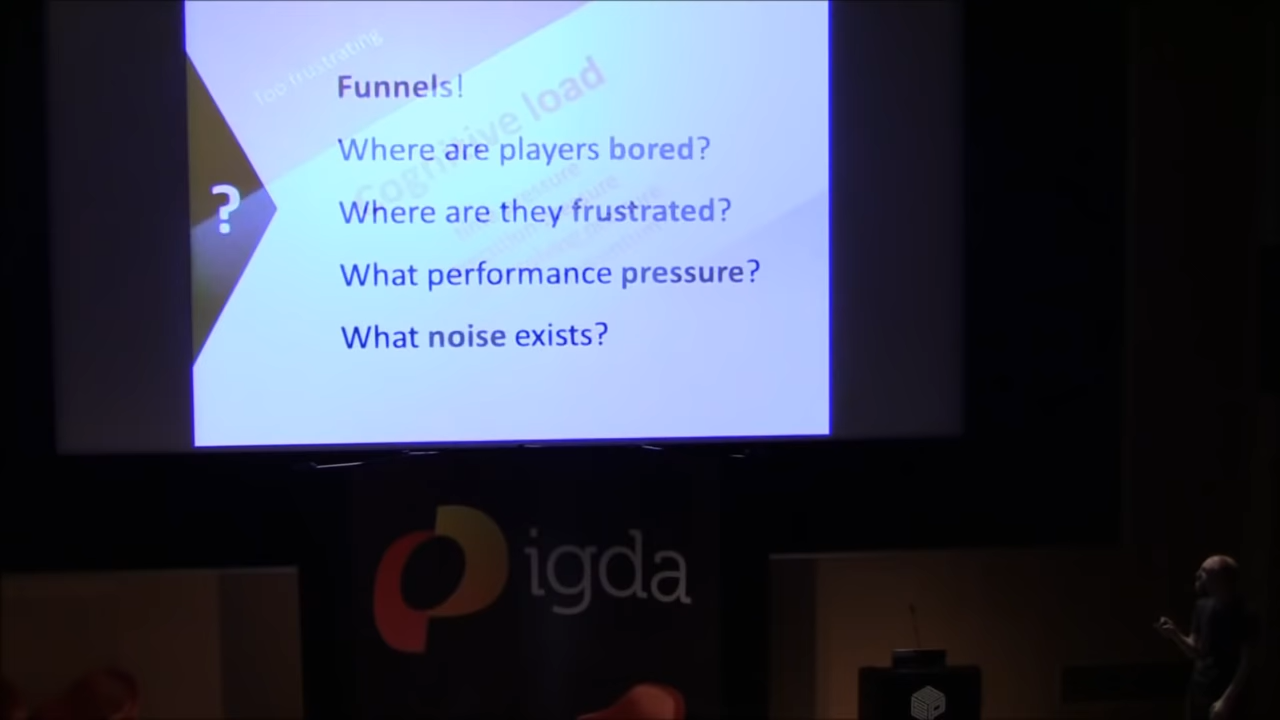 too frustrating
Funnels!
Cognitive load
Where are players bored?
?
Where are they frustrated?
What performance pressure?
What noise exists?
igda